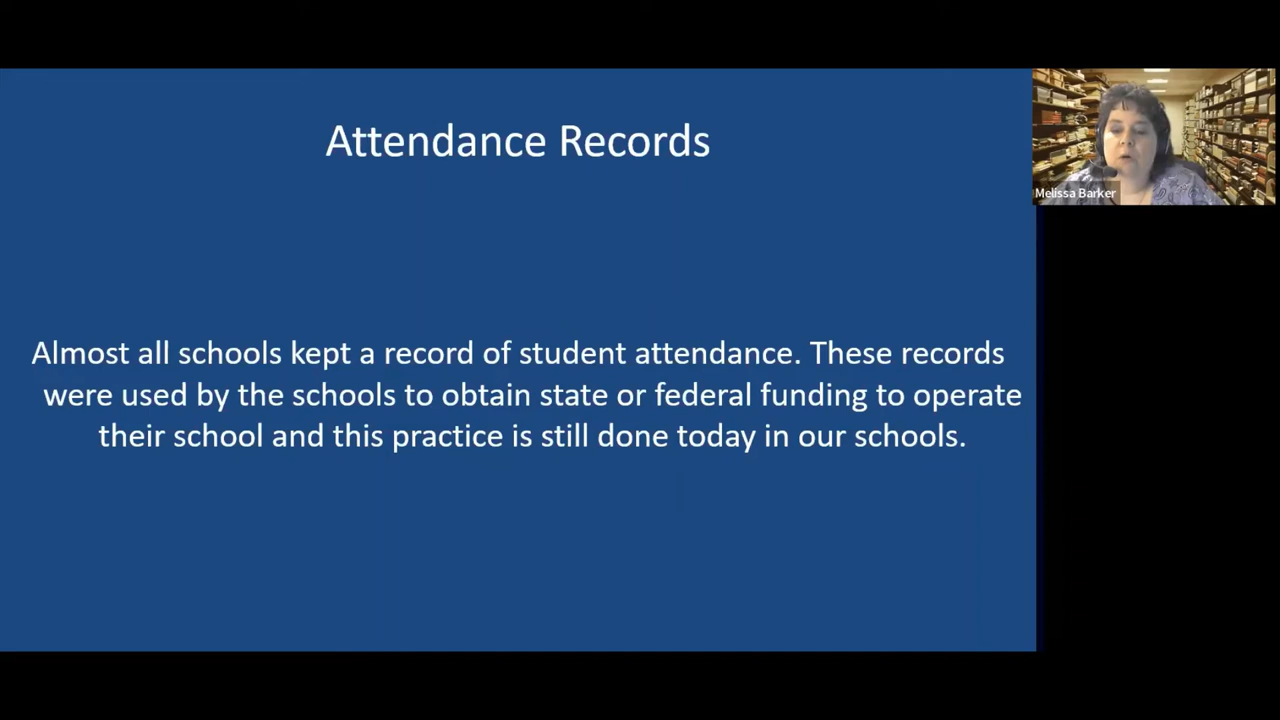 Attendance Records
Melissa Barker
Almost all schools kept a record of student attendance. These records
were used by the schools to obtain state or federal funding to operate
their school and this practice is still done today in our schools.